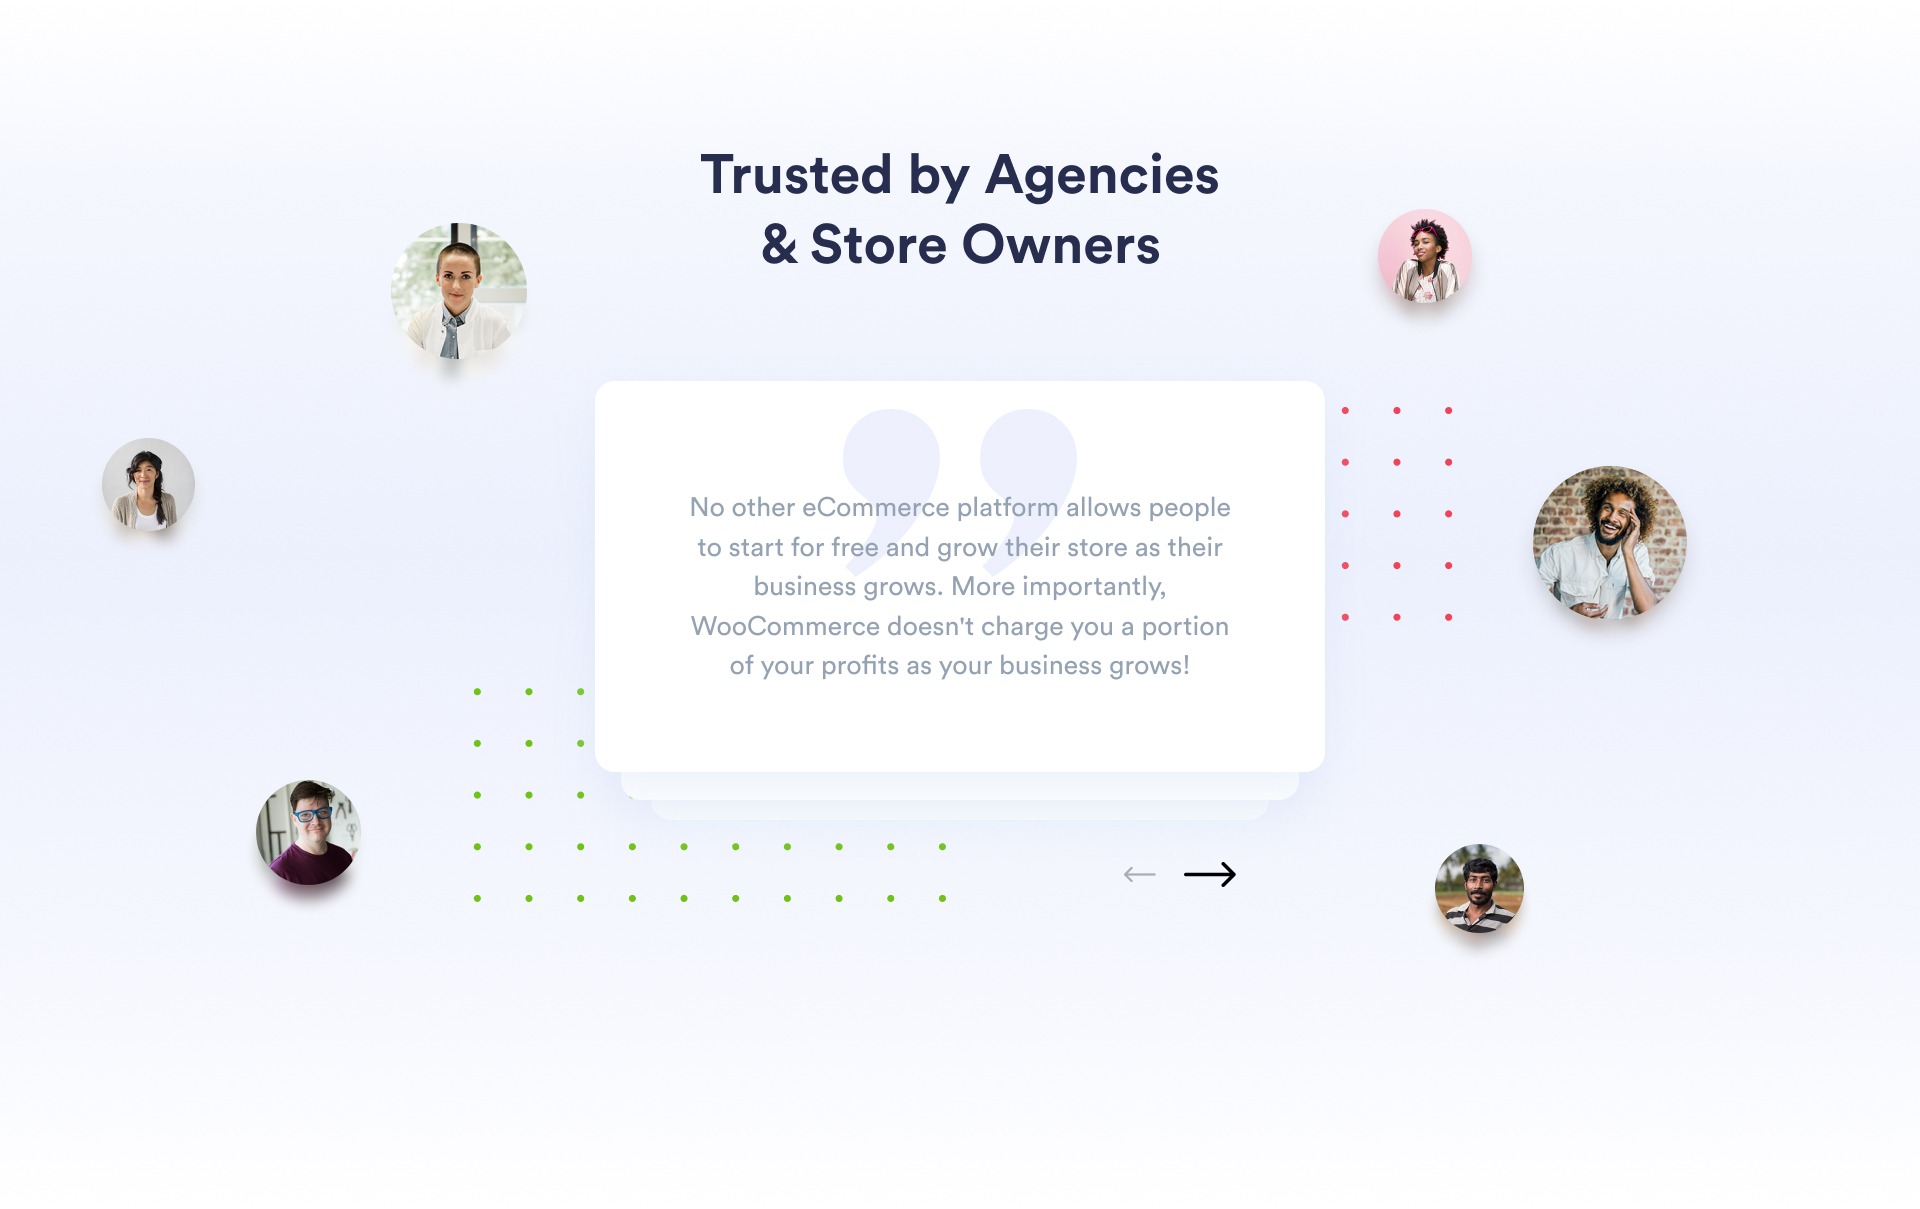 Trusted by Agencies
& Store Owners
No other eCommerce platform allows people
to start for free and grow their store as their
business grows. More importantly,
WooCommerce doesn't charge you a portion
of your profits as your business grows!